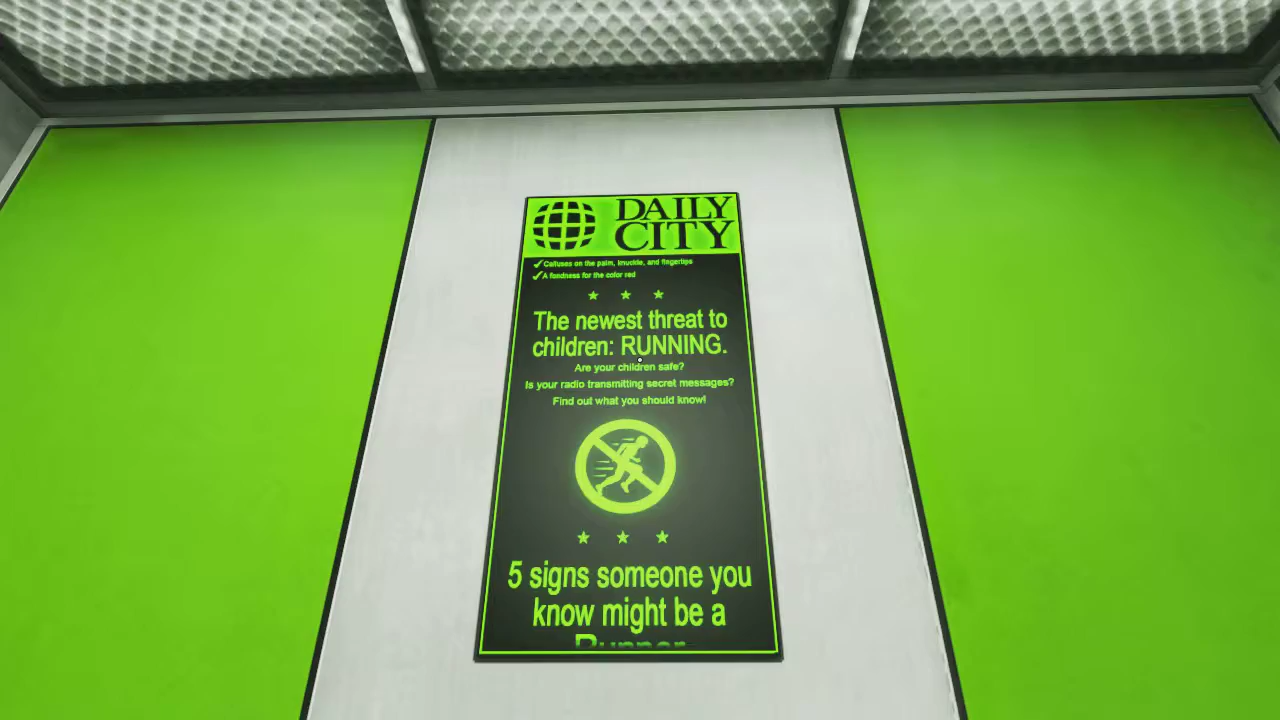 DAILY
CITY
Calluses on the palm, knuckle, and fingertips
A fondness for the color red
The newest threat to
children: RUNNING.
Are your children safe?
Is your radio transmitting secret messages?
Find out what you should know!
5 signs someone you
know might be a
Runner